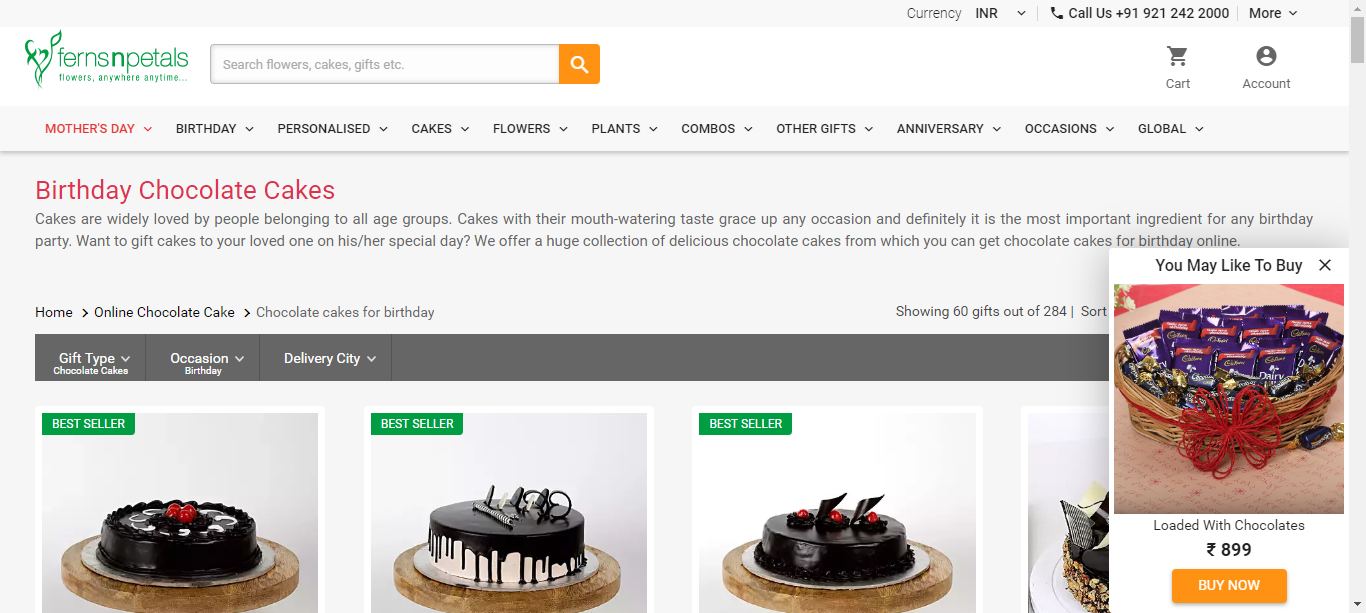 Currency INR Call Us +91 921 242 2000 More
fernsnpetals
flowers, anywhere anytime...
Search flowers, cakes, gifts etc.
Cart Account
MOTHER'S DAY BIRTHDAY PERSONALISED CAKES FLOWERS PLANTS COMBOS OTHER GIFTS ANNIVERSARY OCCASIONS GLOBAL
Birthday Chocolate Cakes
Cakes are widely loved by people belonging to all age groups. Cakes with their mouth-watering taste grace up any occasion and definitely it is the most important ingredient for any birthday
party. Want to gift cakes to your loved one on his/her special day? We offer a huge collection of delicious chocolate cakes from which you can get chocolate cakes for birthday online.
You May Like To Buy
Home Online Chocolate Cake Chocolate cakes for birthday
Showing 60 gifts out of 284 | Sort
Gift Type Occasion Delivery City
Chocolate Cakes Birthday
BEST SELLER BEST SELLER BEST SELLER
Cadbury
Dairy
Loaded With Chocolates
₹ 899
BUY NOW